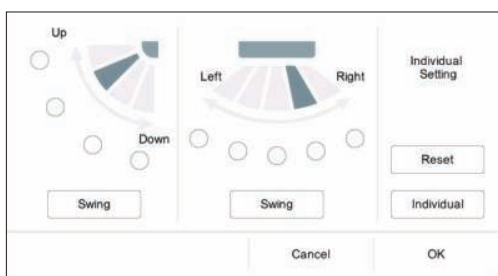 Up
Down
Swing
Left
Right
Swing
Individual
Setting
Reset
Individual
Cancel
OK